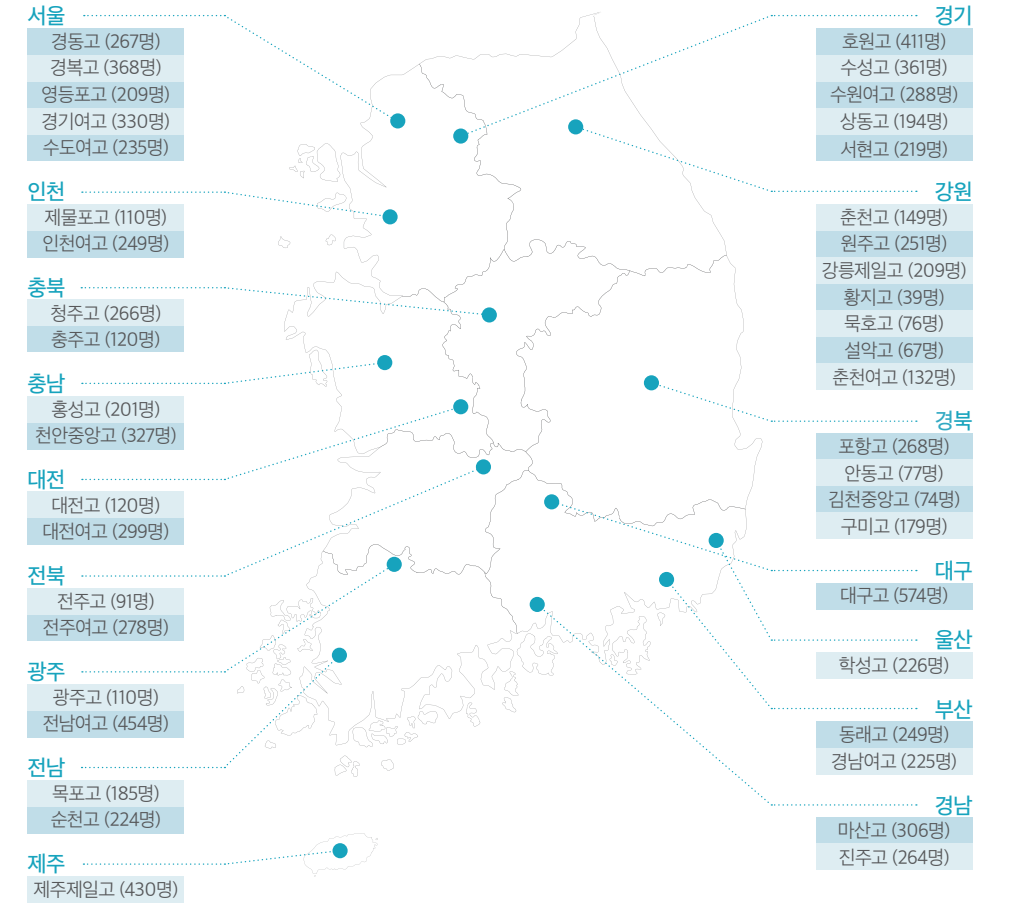 서울
경동고 (267명)
경복고 (368명)
영등포고 (209명)
경기여고 (330명)
수도여고 (235명)
인천
제물포고 (110명)
인천여고 (249명)
충북
청주고 (266명)
충주고 (120명)
충남
홍성고 (201명)
천안중앙고 (327명)
대전
대전고 (120명)
대전여고 (299명)
전북
전주고 (91명)
전주여고 (278명)
광주
광주고 (110명)
전남여고 (454명)
전남
목포고 (185명)
순천고 (224명)
제주
제주제일고 (430명)
경기
호원고 (411명)
수성고 (361명)
수원여고 (288명)
상동고 (194명)
서현고 (219명)
강원
춘천고 (149명)
원주고 (251명)
강릉제일고 (209명)
황지고 (39명)
묵호고 (76명)
설악고 (67명)
춘천여고 (132명)
경북
포항고 (268명)
안동고 (77명)
김천중앙고 (74명)
구미고 (179명)
대구
대구고 (574명)
울산
학성고 (226명)
부산
동래고 (249명)
경남여고 (225명)
경남
마산고 (306명)
진주고 (264명)